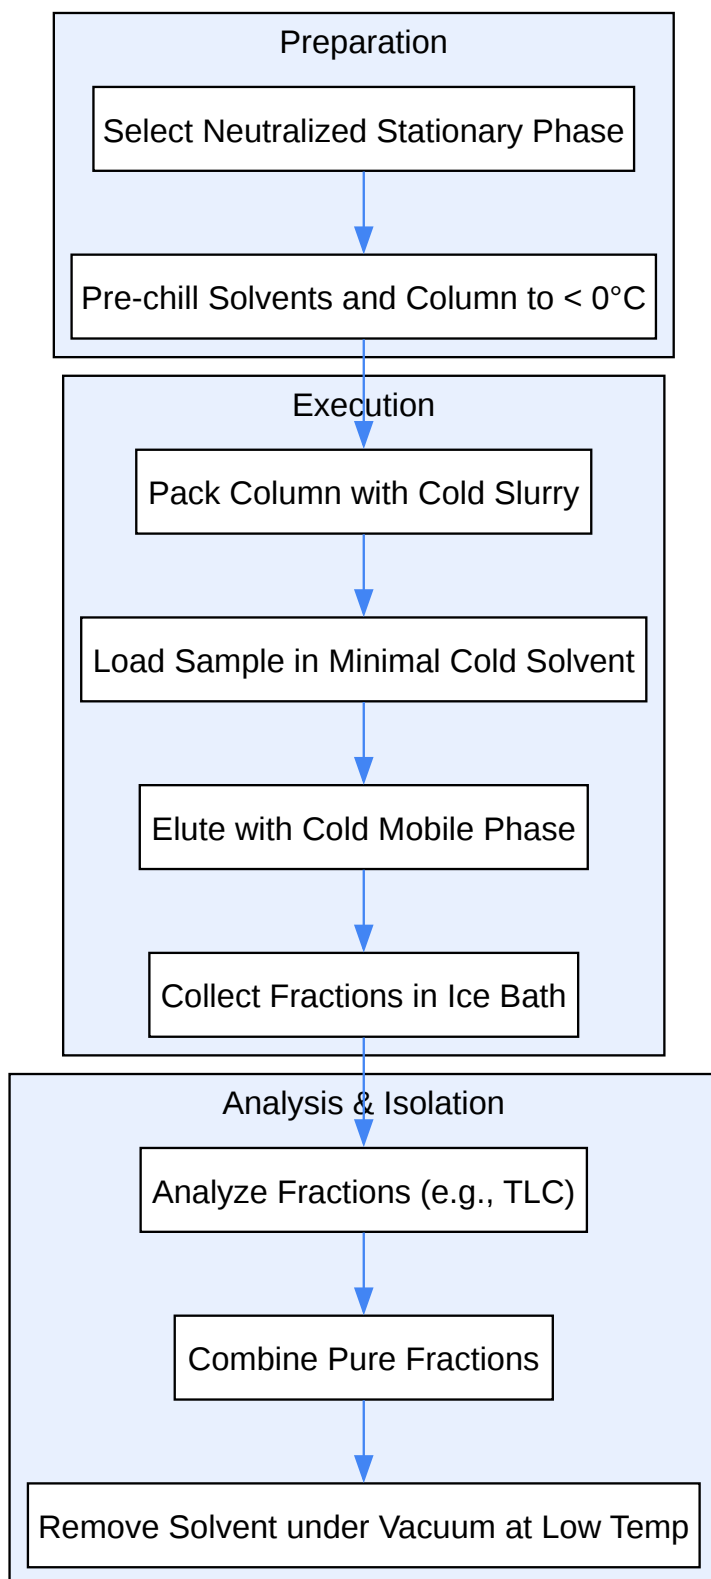 Preparation
Select Neutralized Stationary Phase
Pre-chill Solvents and Column to < 0°C
Execution
Pack Column with Cold Slurry
Load Sample in Minimal Cold Solvent
Elute with Cold Mobile Phase
Collect Fractions in Ice Bath
Analysis & Isolation
Analyze Fractions (e.g., TLC)
Combine Pure Fractions
Remove Solvent under Vacuum at Low Temp